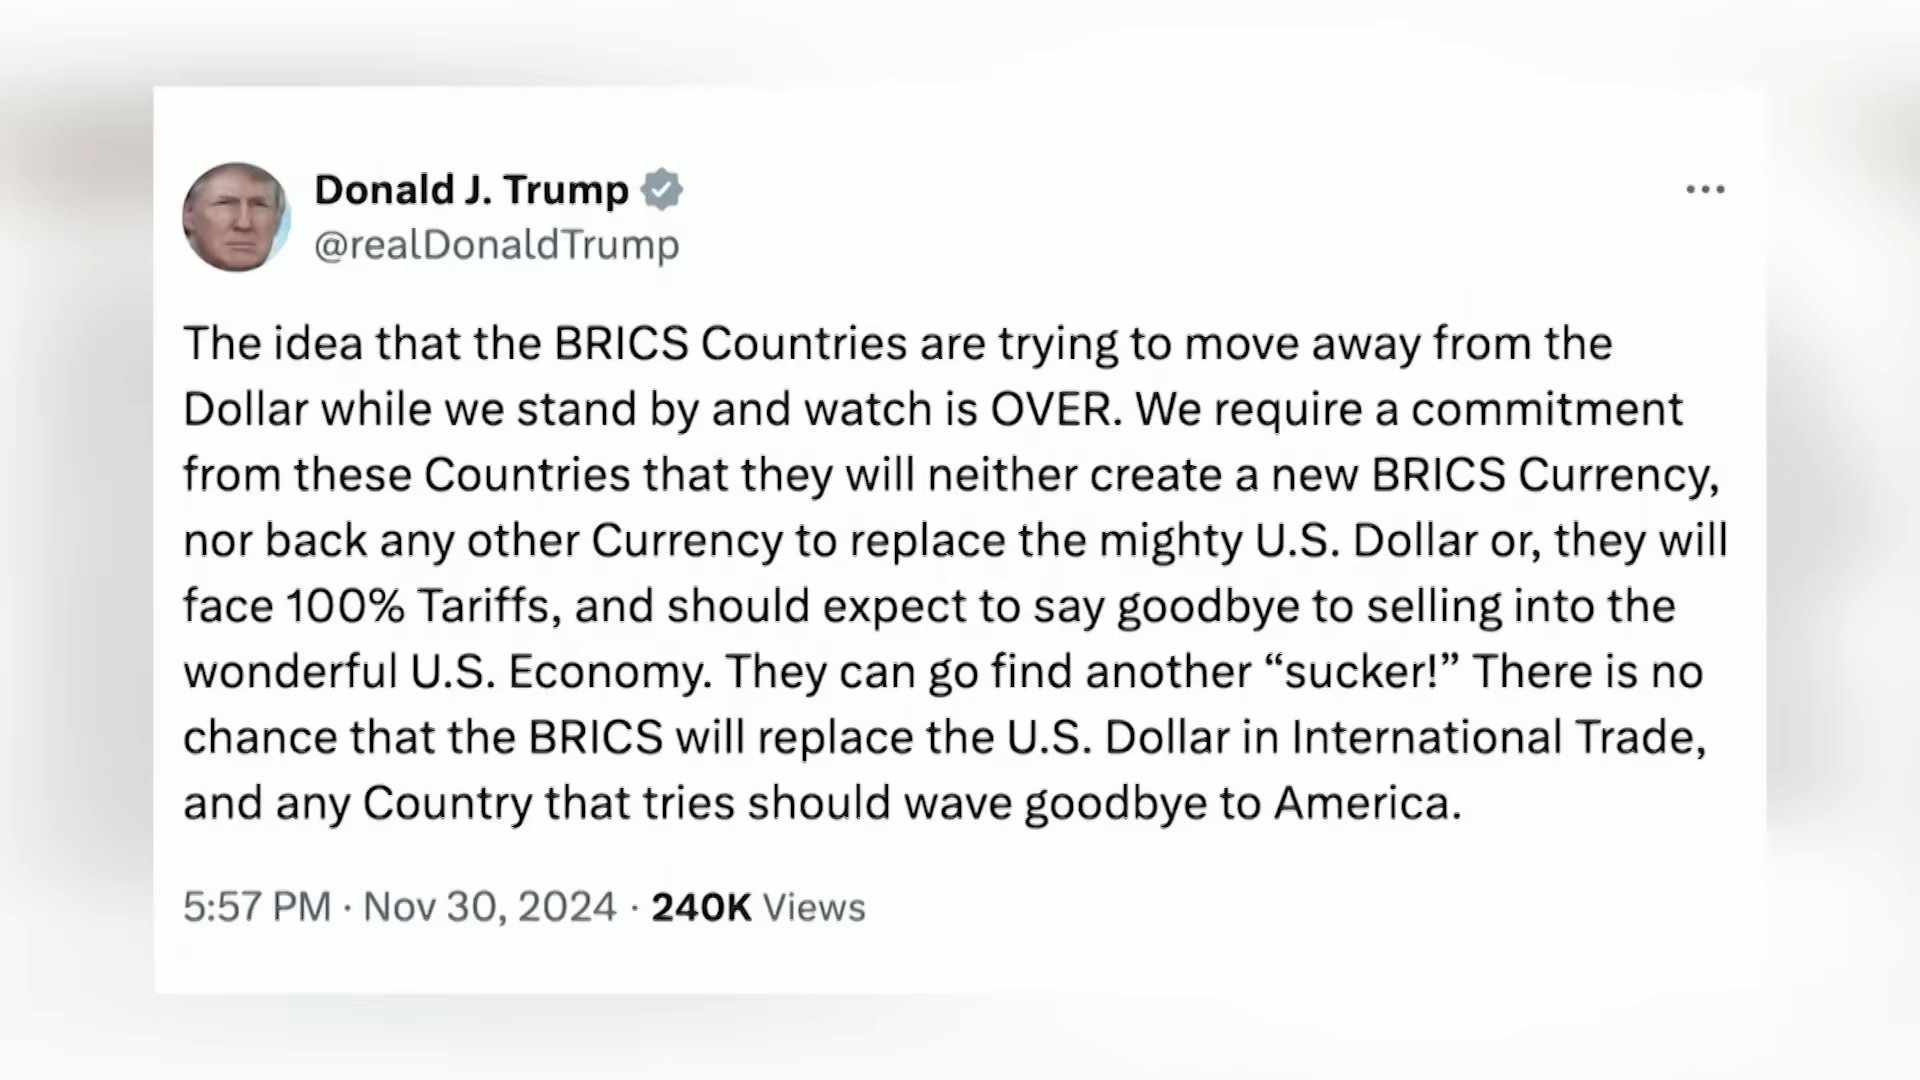 Donald J. Trump
@realDonaldTrump
The idea that the BRICS Countries are trying to move away from the
Dollar while we stand by and watch is OVER. We require a commitment
from these Countries that they will neither create a new BRICS Currency,
nor back any other Currency to replace the mighty U.S. Dollar or, they will
face 100% Tariffs, and should expect to say goodbye to selling into the
wonderful U.S. Economy. They can go find another “sucker!” There is no
chance that the BRICS will replace the U.S. Dollar in International Trade,
and any Country that tries should wave goodbye to America.
5:57 PM · Nov 30, 2024 · 240K Views